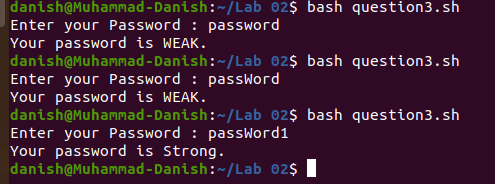 danish@Muhammad-Danish:~/Lab 02$ bash question3.sh
Enter your Password : password
Your password is WEAK.
danish@Muhammad-Danish:~/Lab 02$ bash question3.sh
Enter your Password : passWord
Your password is WEAK.
danish@Muhammad-Danish:~/Lab 02$ bash question3.sh
Enter your Password : passWord1
Your password is Strong.
danish@Muhammad-Danish:~/Lab 02$